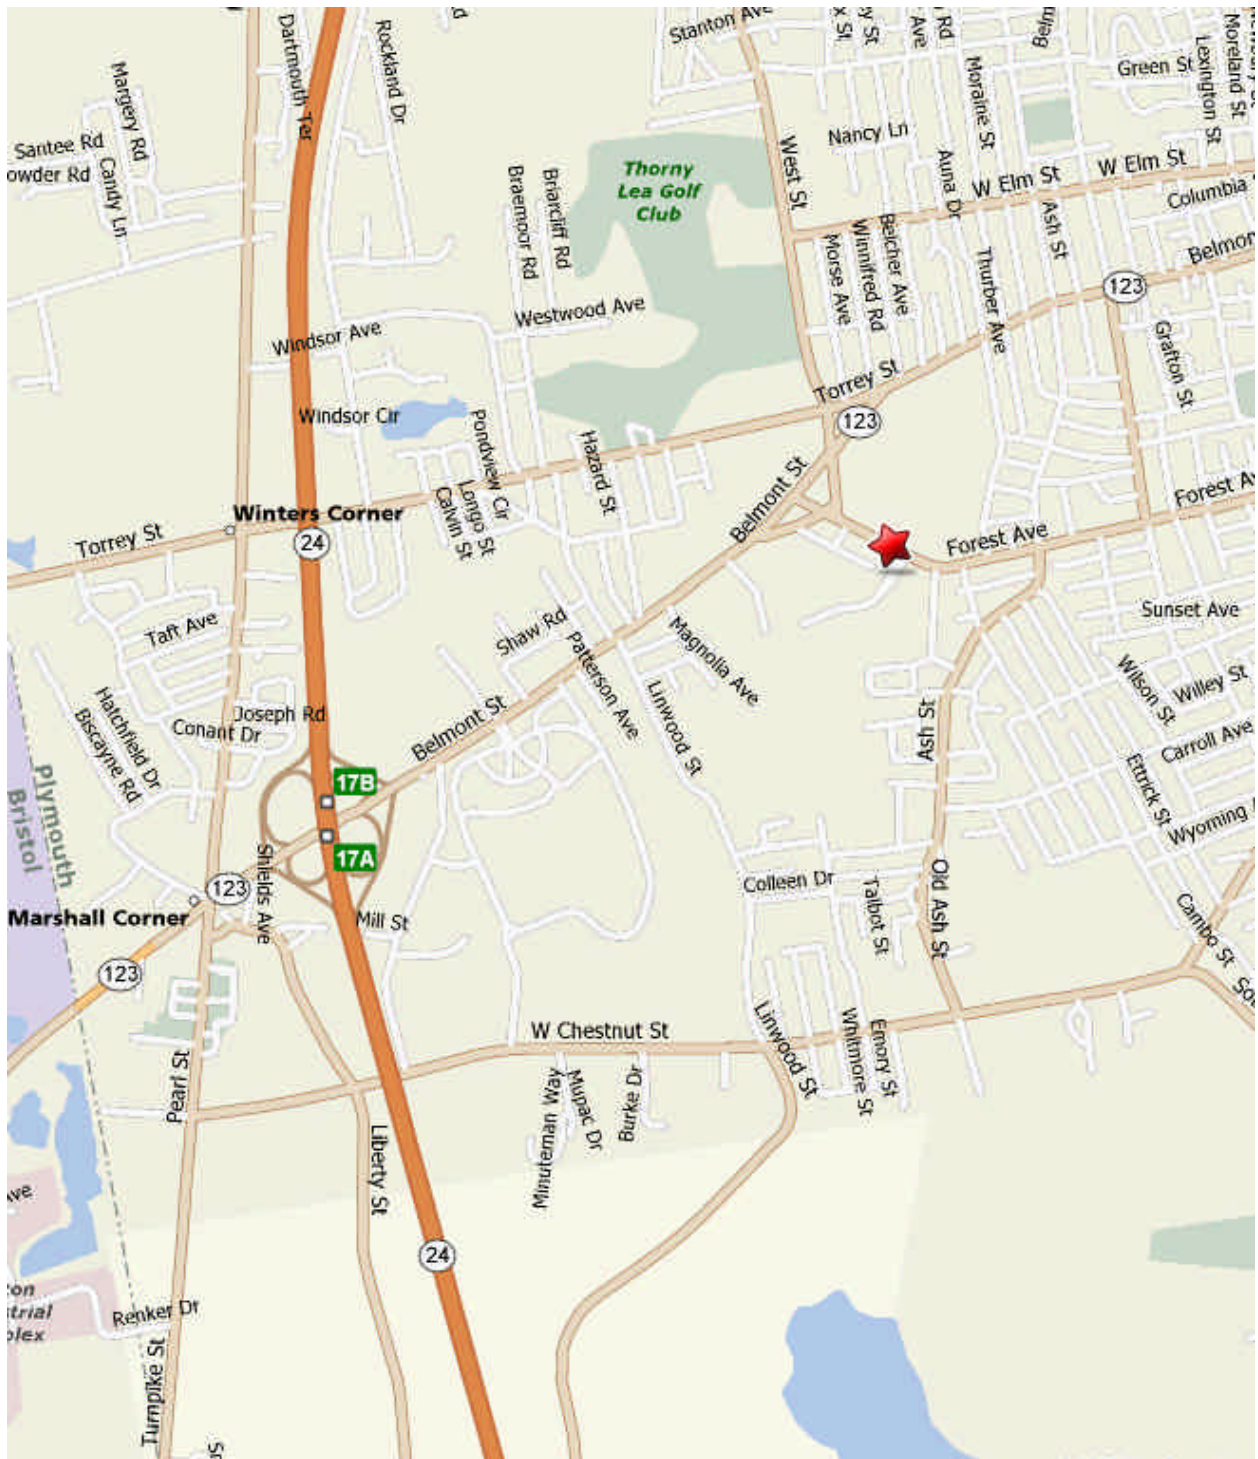 Stanton Ave
Dartmouth Ter
Rockland Dr
Moraine St
Green St
Lexington St
Moreland St
Margery Rd
Santee Rd
Candy Ln
Nancy Ln
Auna Dr
W Elm St
W Elm St
Columbia
Thorny
Lea Golf
Club
West St
Braemoor Rd
Briarcliff Rd
Ash St
Belcher Ave
Winnifred Rd
Morse Ave
Thurber Ave
123
Westwood Ave
Windsor Ave
Grafton St
Torrey St
Windsor Cir
123
Pondview Cir
Longo St
Calvin St
Hazard St
Belmont St
Forest Ave
Winters Corner
Torrey St
24
Forest Ave
Taft Ave
Shaw Rd
Sunset Ave
Patterson Ave
Magnolia Ave
Linwood St
Wilson St
Willey St
Hatchfield Dr
Biscayne Rd
Joseph Rd
Conant Dr
Belmont St
Ash St
Carroll Ave
Ettrick St
Plymouth
Bristol
17B
17A
Wyoming
Shields Ave
123
Marshall Corner
Mill St
Colleen Dr
Talbot St
Old Ash St
Cambo St
123
W Chestnut St
Linwood St
Whitmore St
Emory St
Pearl St
Minuteman Way
Mupac Dr
Burke Dr
Liberty St
24
Renker Dr
Turnpike St